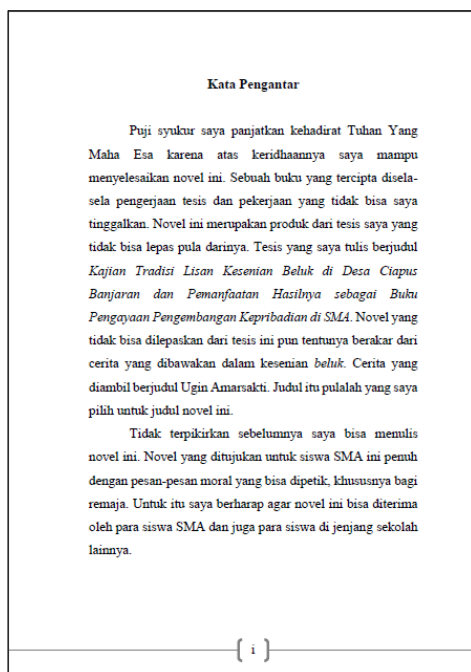 Kata Pengantar
Puji syukur saya panjatkan kehadirat Tuhan Yang
Maha Esa karena atas keridhaannya saya mampu
menyelesaikan novel ini. Sebuah buku yang tercipta disela-
sela pengerjaan tesis dan pekerjaan yang tidak bisa saya
tinggalkan. Novel ini merupakan produk dari tesis saya yang
tidak bisa lepas pula darinya. Tesis yang saya tulis berjudul
Kajian Tradisi Lisan Kesenian Beluk di Desa Ciapus
Banjaran dan Pemanfaatan Hasilnya sebagai Buku
Pengayaan Pengembangan Kepribadian di SMA. Novel yang
tidak bisa dilepaskan dari tesis ini pun tentunya berakar dari
cerita yang dibawakan dalam kesenian beluk. Cerita yang
diambil berjudul Ugin Amarsakti. Judul itu pulalah yang saya
pilih untuk judul novel ini.
Tidak terpikirkan sebelumnya saya bisa menulis
novel ini. Novel yang ditujukan untuk siswa SMA ini penuh
dengan pesan-pesan moral yang bisa dipetik, khususnya bagi
remaja. Untuk itu saya berharap agar novel ini bisa diterima
oleh para siswa SMA dan juga para siswa di jenjang sekolah
lainnya.
i